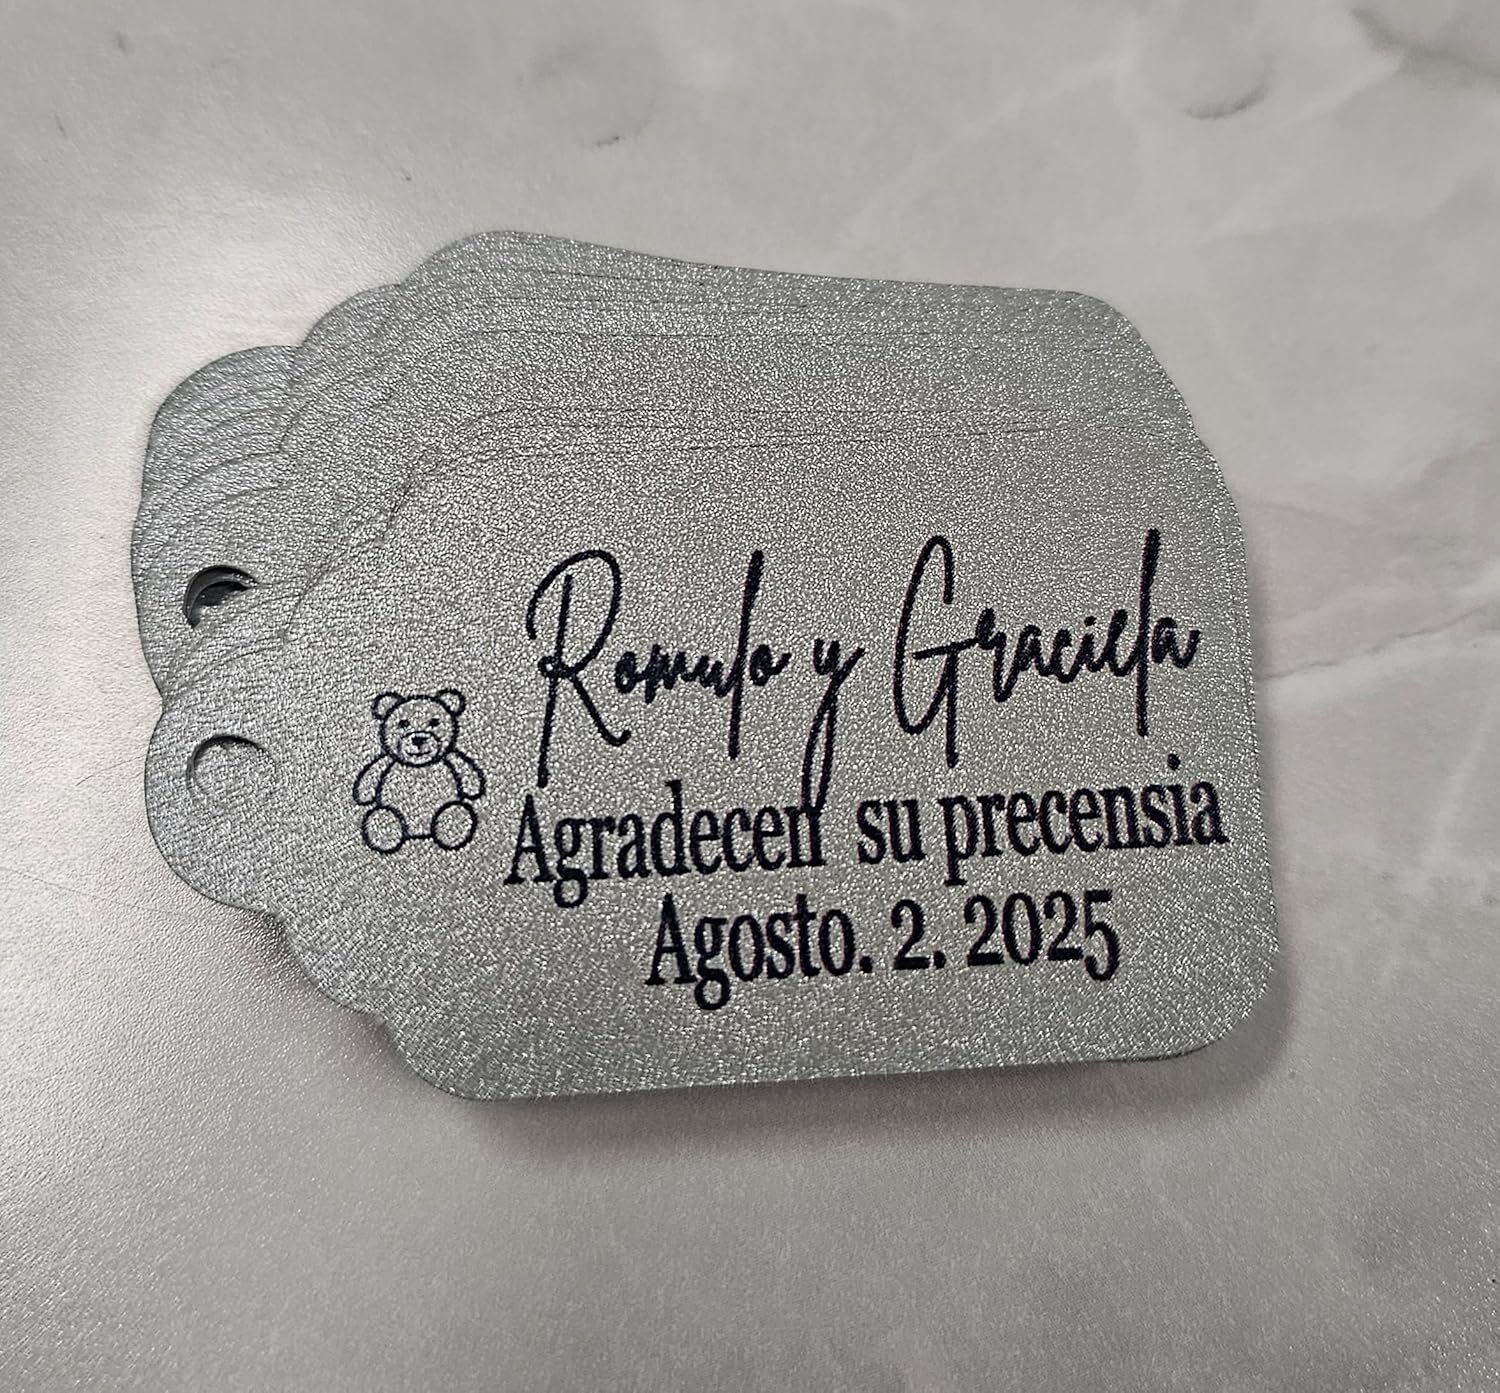 Romulo y Graciela
Agradecen su precensia
Agosto. 2. 2025